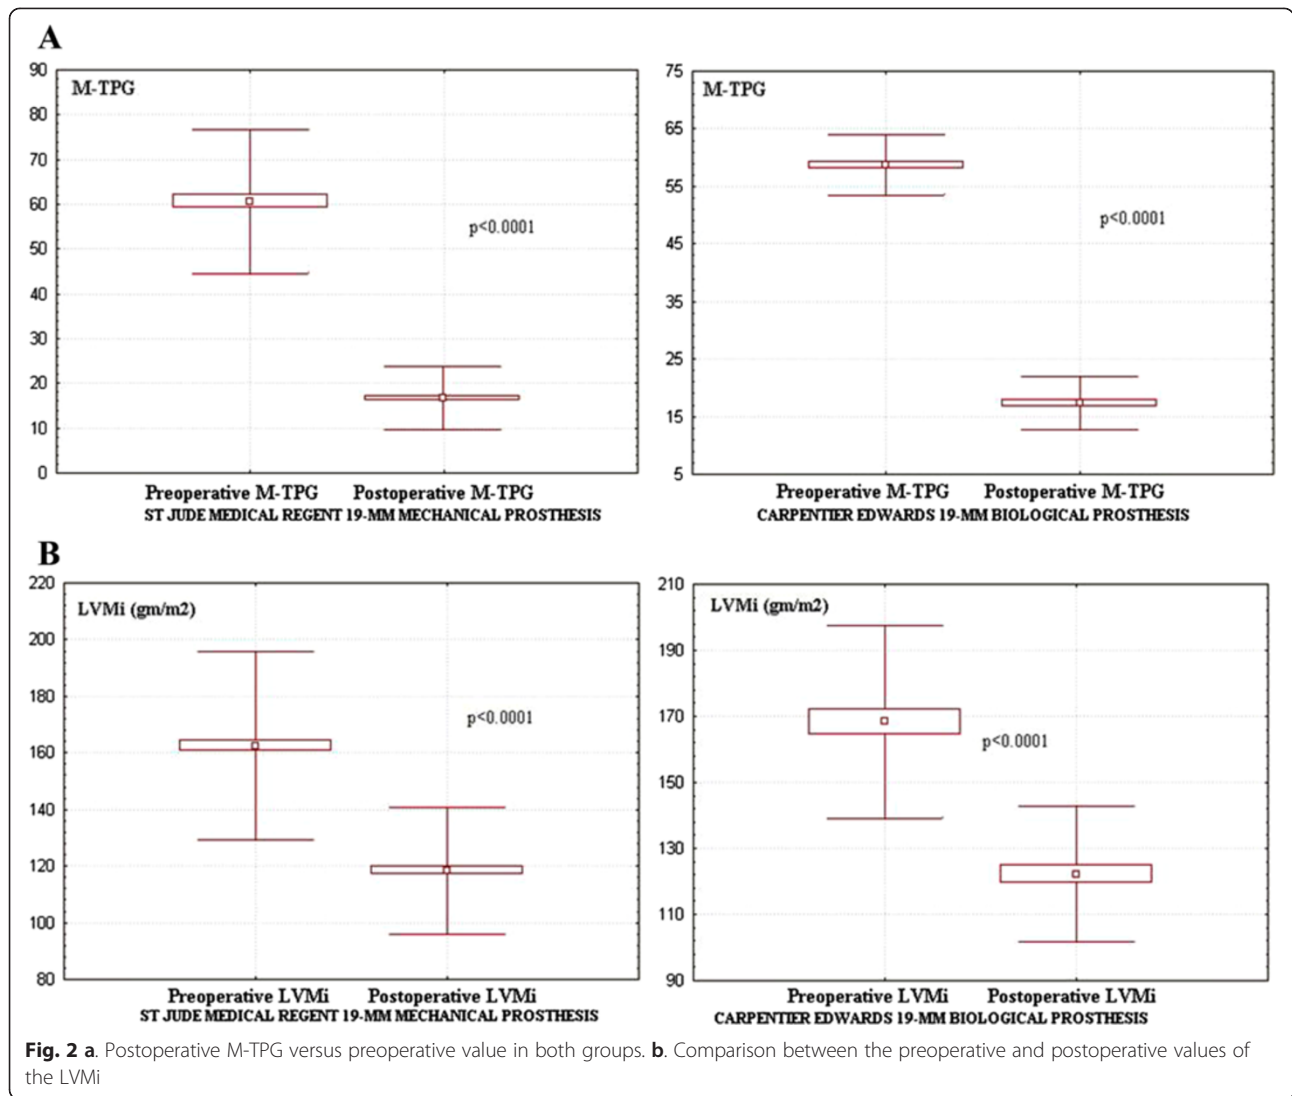 A
M-TPG
90
80
70
60
50
40
30
20
10
0
p<0.0001
Preoperative M-TPG Postoperative M-TPG
ST JUDE MEDICAL REGENT 19-MM MECHANICAL PROSTHESIS
M-TPG
75
65
55
45
35
25
15
5
p<0.0001
Preoperative M-TPG Postoperative M-TPG
CARPENTIER EDWARDS 19-MM BIOLOGICAL PROSTHESIS
B
LVMi (gm/m2)
220
200
180
160
140
120
100
80
p<0.0001
Preoperative LVMi Postoperative LVMi
ST JUDE MEDICAL REGENT 19-MM MECHANICAL PROSTHESIS
LVMi (gm/m2)
210
190
170
150
130
110
90
p<0.0001
Preoperative LVMi Postoperative LVMi
CARPENTIER EDWARDS 19-MM BIOLOGICAL PROSTHESIS
Fig. 2 a. Postoperative M-TPG versus preoperative value in both groups. b. Comparison between the preoperative and postoperative values of
the LVMi